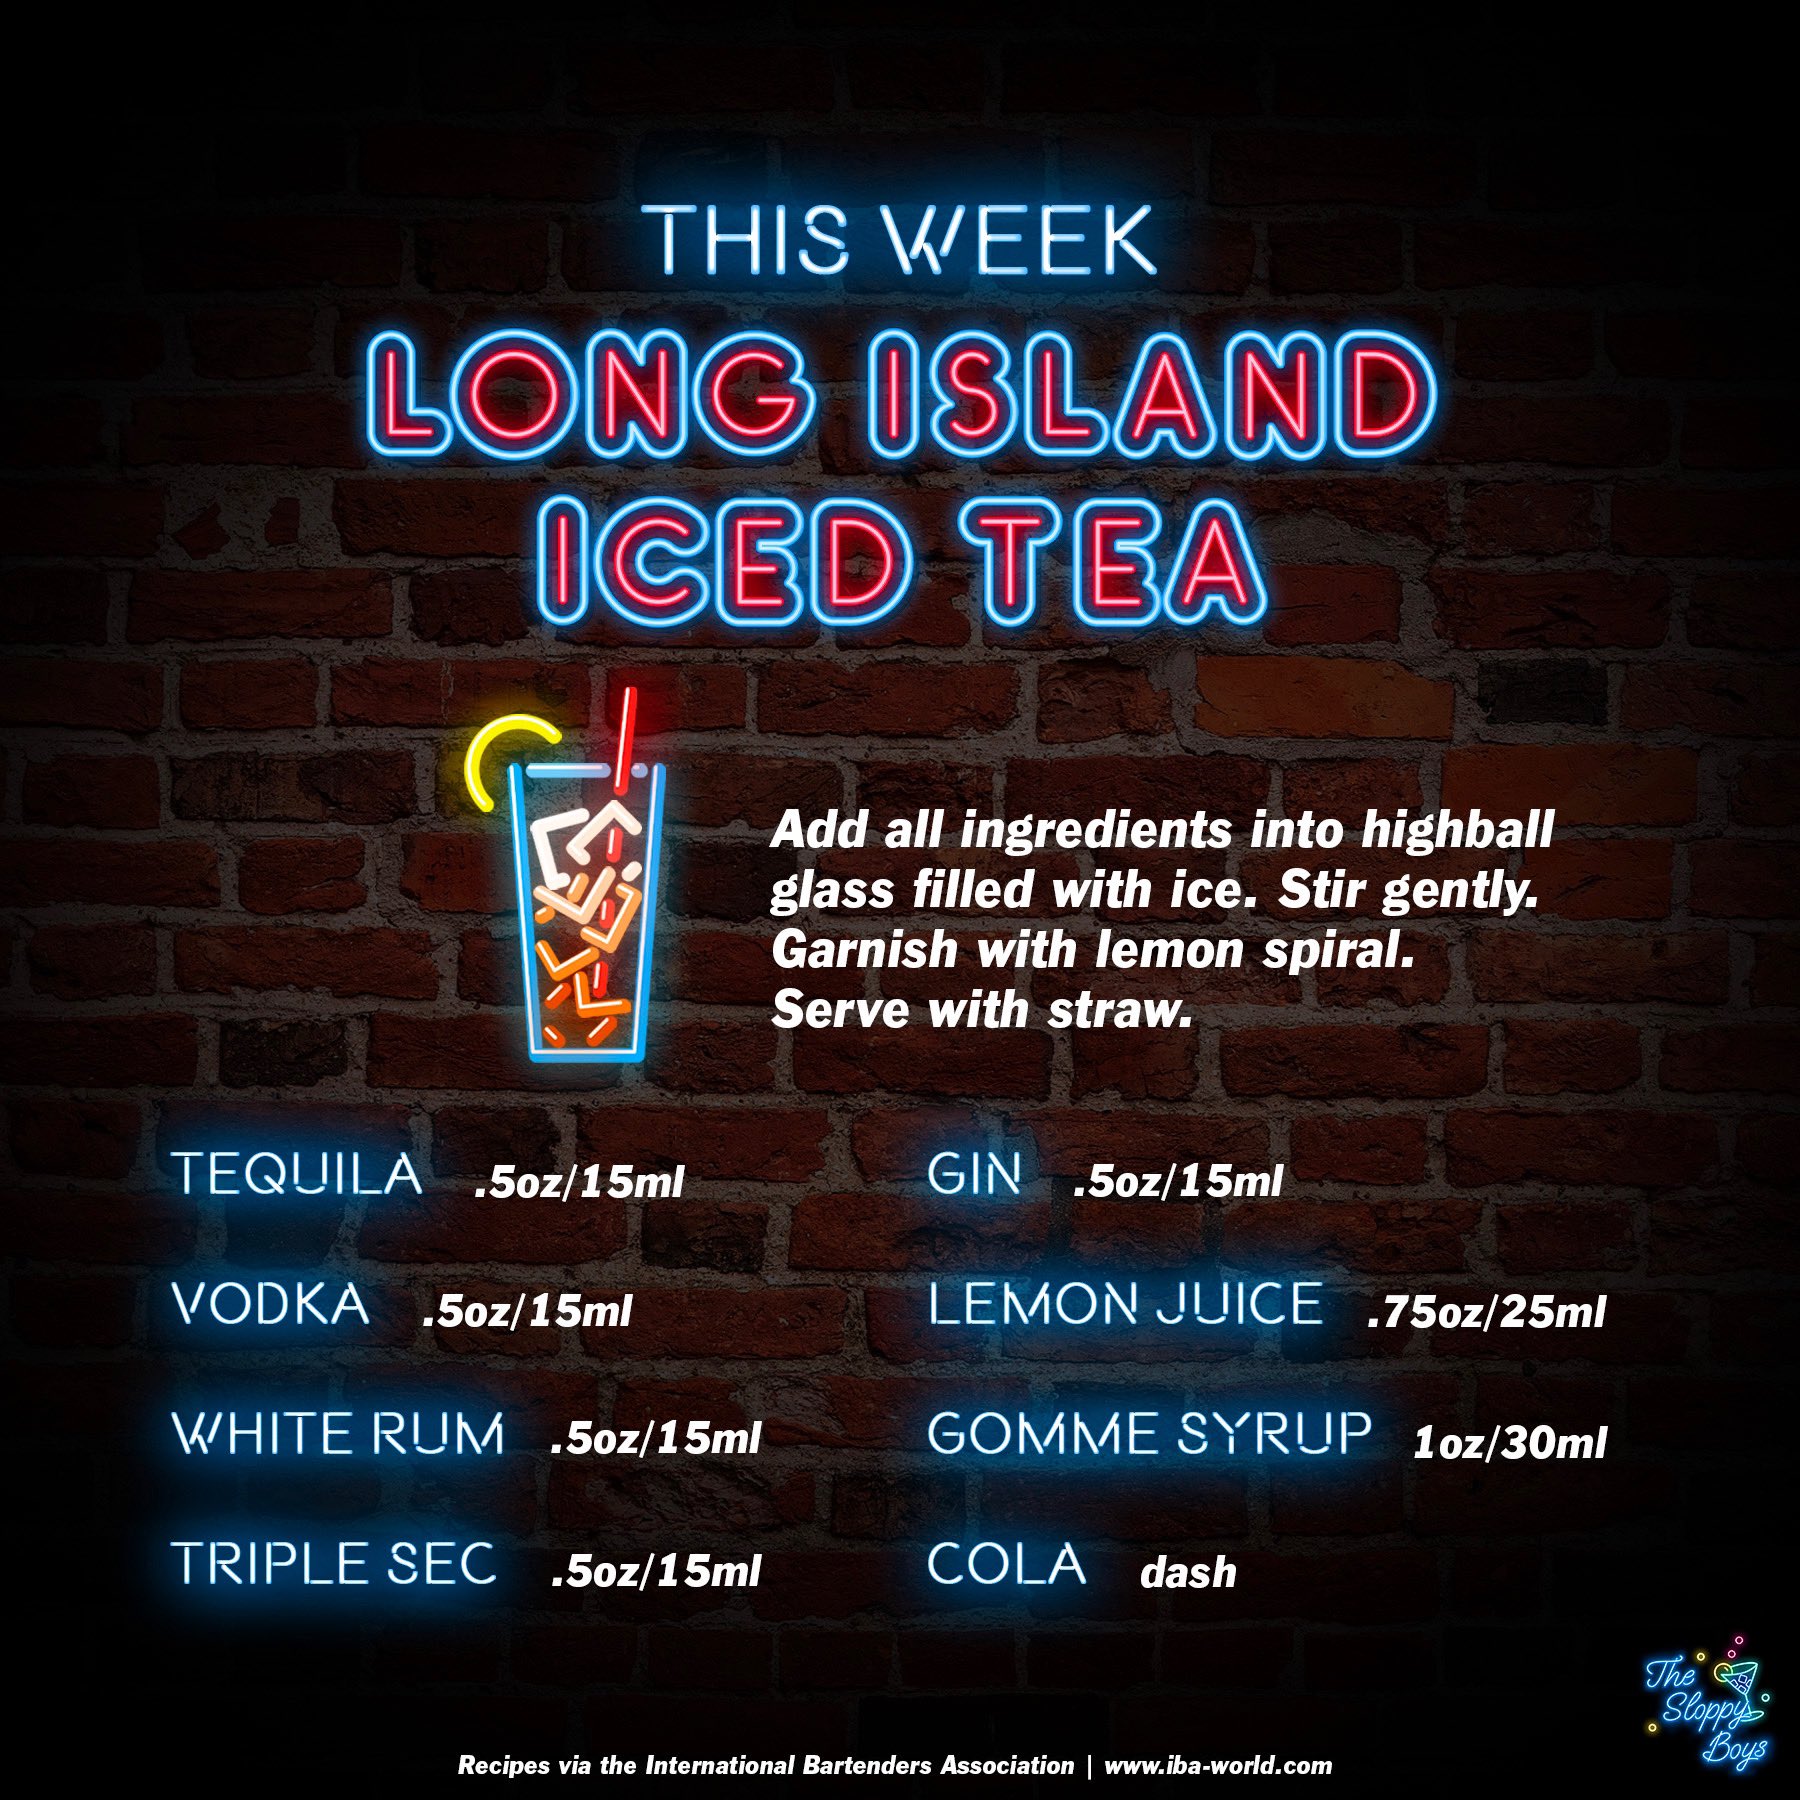 THIS WEEK
LONG ISLAND
ICED TEA
Add all ingredients into highball
glass filled with ice. Stir gently.
Garnish with lemon spiral.
Serve with straw.
TEQUILA .5oz/15ml
VODKA .5oz/15ml
WHITE RUM .5oz/15ml
TRIPLE SEC .5oz/15ml
GIN .5oz/15ml
LEMON JUICE .75oz/25ml
GOMME SYRUP 1oz/30ml
COLA dash
The
Sloppy
Boys
Recipes via the International Bartenders Association | www.iba-world.com